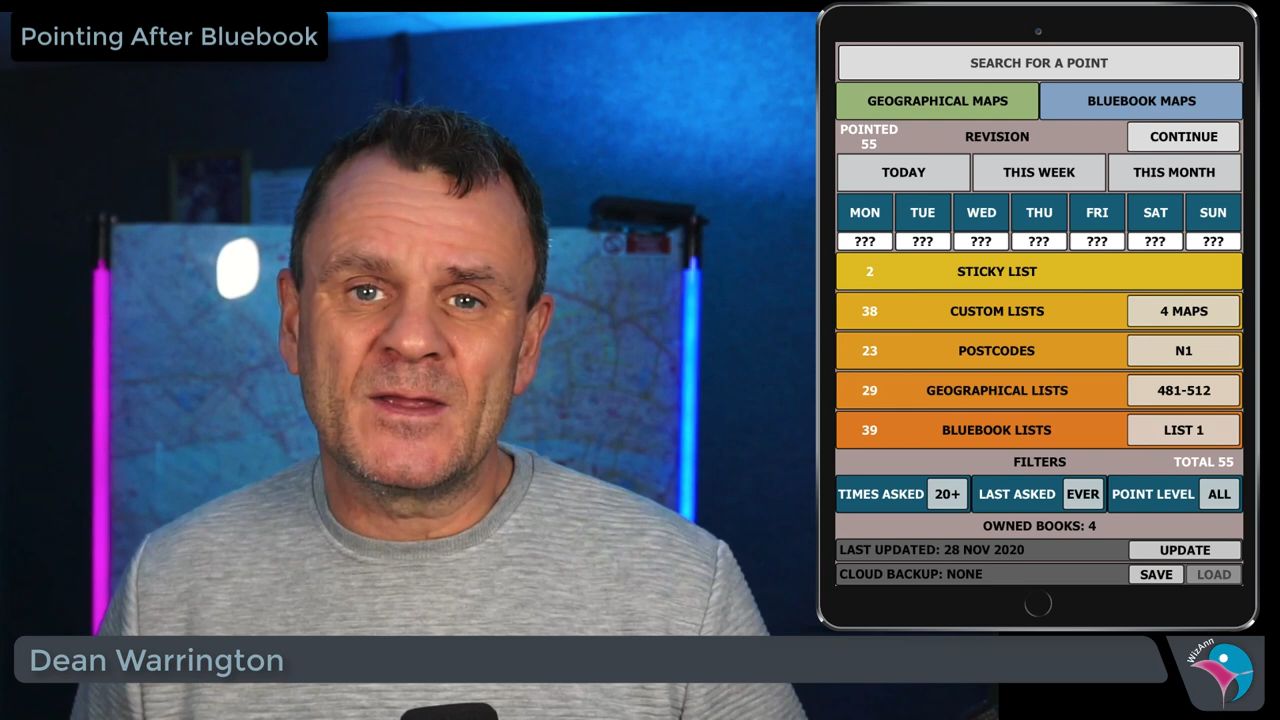 Pointing After Bluebook
SEARCH FOR A POINT
GEOGRAPHICAL MAPS
BLUEBOOK MAPS
POINTED
55
REVISION
CONTINUE
TODAY
THIS WEEK
THIS MONTH
MON
TUE
WED
THU
FRI
SAT
SUN
???
???
???
???
???
???
???
2
STICKY LIST
38
CUSTOM LISTS
4 MAPS
23
POSTCODES
N1
29
GEOGRAPHICAL LISTS
481-512
39
BLUEBOOK LISTS
LIST 1
FILTERS
TOTAL 55
TIMES ASKED
20+
LAST ASKED
EVER
POINT LEVEL
ALL
OWNED BOOKS: 4
LAST UPDATED: 28 NOV 2020
UPDATE
CLOUD BACKUP: NONE
SAVE
LOAD
Dean Warrington
WizAnn